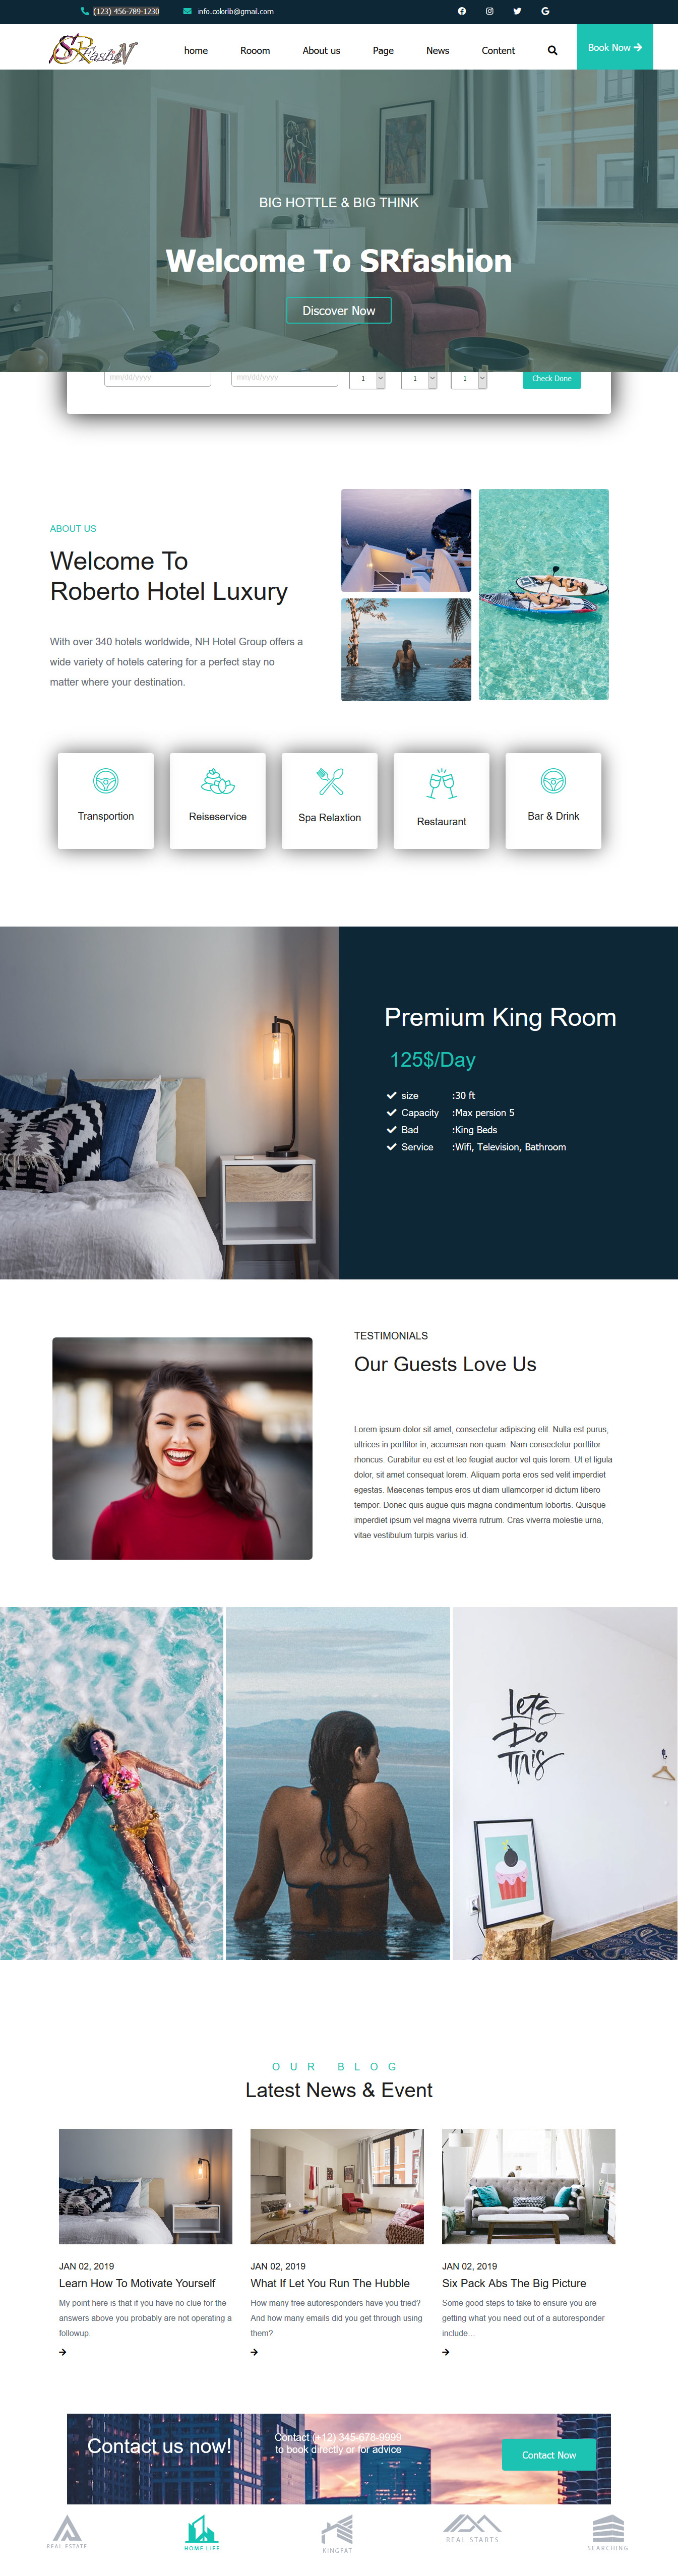 (123) 456-789-1230 info.colorlib@gmail.com
SRFashioN
home Rooom About us Page News Content Book Now
BIG HOTTLE & BIG THINK
Welcome To SRfashion
Discover Now
mm/dd/yyyy mm/dd/yyyy 1 1 1 Check Done
ABOUT US
Welcome To
Roberto Hotel Luxury
With over 340 hotels worldwide, NH Hotel Group offers a
wide variety of hotels catering for a perfect stay no
matter where your destination.
Transportion Reiseservice Spa Relaxtion Restaurant Bar & Drink
Premium King Room
125$/Day
size :30 ft
Capacity :Max persion 5
Bad :King Beds
Service :Wifi, Television, Bathroom
TESTIMONIALS
Our Guests Love Us
Lorem ipsum dolor sit amet, consectetur adipiscing elit. Nulla est purus,
ultrices in porttitor in, accumsan non quam. Nam consectetur porttitor
rhoncus. Curabitur eu est et leo feugiat auctor vel quis lorem. Ut et ligula
dolor, sit amet consequat lorem. Aliquam porta eros sed velit imperdiet
egestas. Maecenas tempus eros ut diam ullamcorper id dictum libero
tempor. Donec quis augue quis magna condimentum lobortis. Quisque
imperdiet ipsum vel magna viverra rutrum. Cras viverra molestie urna,
vitae vestibulum turpis varius id.
Lets
Do
This
OUR BLOG
Latest News & Event
JAN 02, 2019
Learn How To Motivate Yourself
My point here is that if you have no clue for the
answers above you probably are not operating a
followup.
JAN 02, 2019
What If Let You Run The Hubble
How many free autoresponders have you tried?
And how many emails did you get through using
them?
JAN 02, 2019
Six Pack Abs The Big Picture
Some good steps to take to ensure you are
getting what you need out of a autoresponder
include...
Contact us now!
Contact (+12) 345-678-9999
to book directly or for advice
Contact Now
REAL ESTATE HOME LIFE KINGFAT REAL STARTS SEARCHING